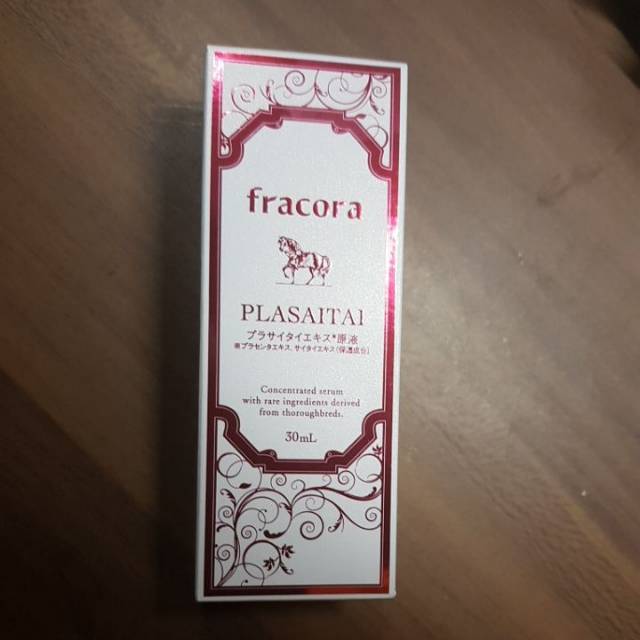 fracora
PLASAITAI
プラサイタイエキス*原液
※プラセンタエキス、サイタイエキス(保湿成分)
Concentrated serum
with rare ingredients derived
from thoroughbreds.
30mL